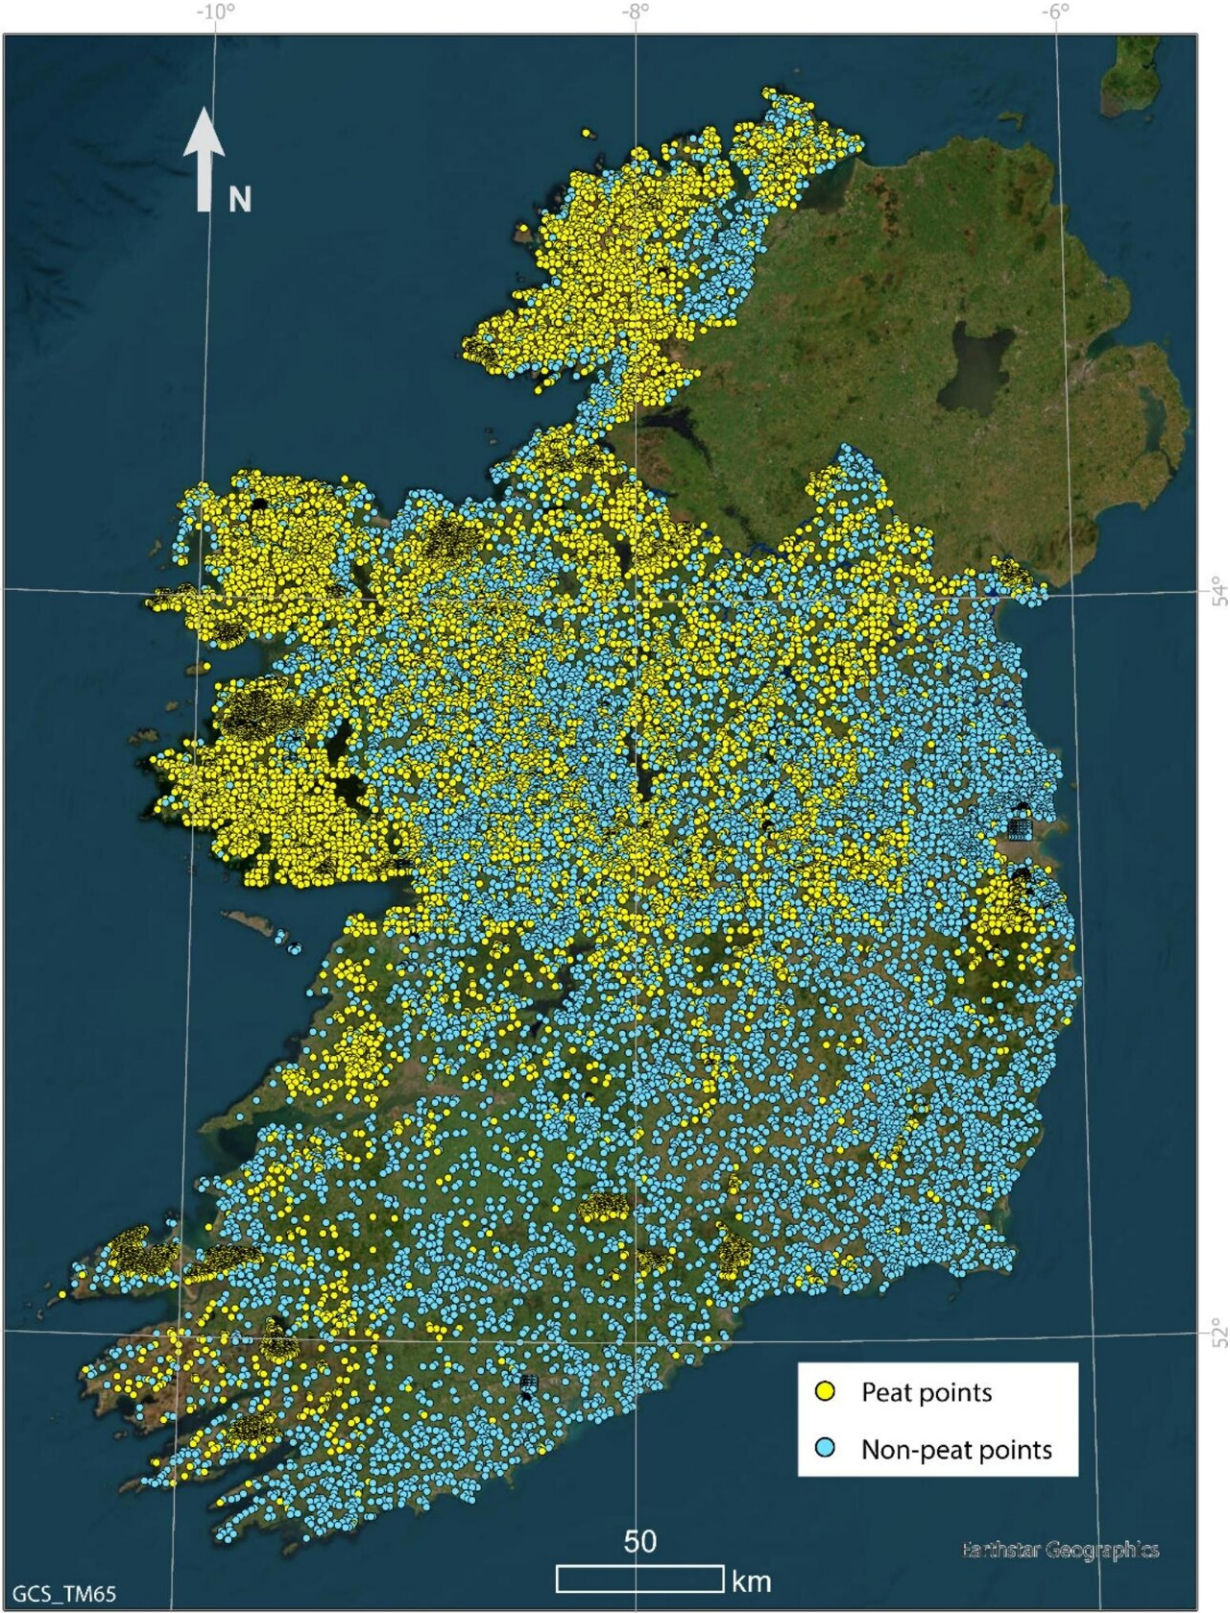 -10°
-8°
-6°
N
54°
52°
Peat points
Non-peat points
50
km
Earthstar Geographics
GCS_TM65